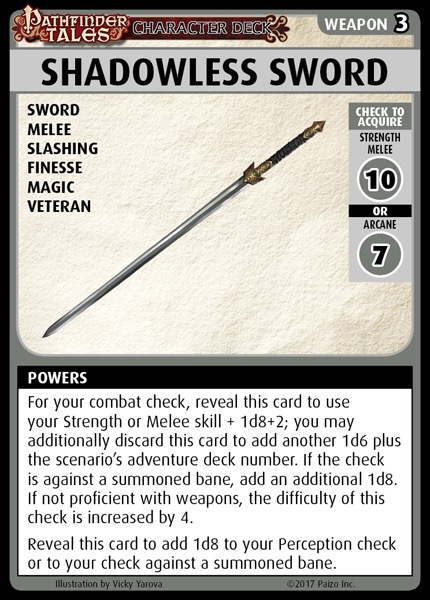 PATHFINDER
TALES
CHARACTER DECK
WEAPON 3
SHADOWLESS SWORD
SWORD
MELEE
SLASHING
FINESSE
MAGIC
VETERAN
CHECK TO
ACQUIRE
STRENGTH
MELEE
10
OR
ARCANE
7
POWERS
For your combat check, reveal this card to use
your Strength or Melee skill + 1d8+2; you may
additionally discard this card to add another 1d6 plus
the scenario's adventure deck number. If the check
is against a summoned bane, add an additional 1d8.
If not proficient with weapons, the difficulty of this
check is increased by 4.
Reveal this card to add 1d8 to your Perception check
or to your check against a summoned bane.
Illustration by Vicky Yarova
©2017 Paizo Inc.